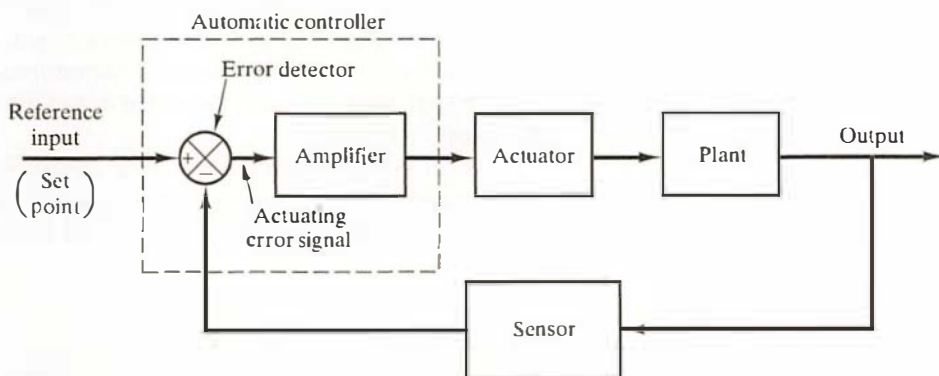 Automatic controller
Error detector
Reference
input
(Set
point)
+
−
Amplifier
Actuator
Plant
Output
Actuating
error signal
Sensor